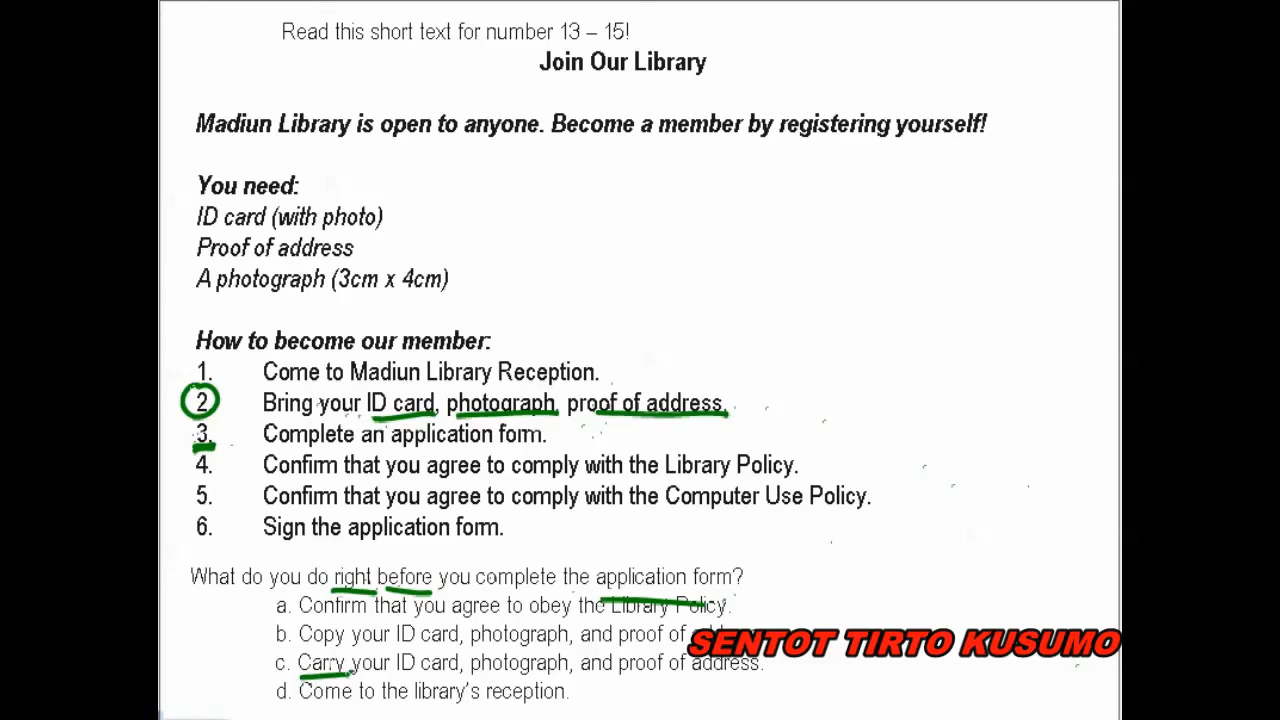 Read this short text for number 13 – 15!
Join Our Library
Madiun Library is open to anyone. Become a member by registering yourself!
You need:
ID card (with photo)
Proof of address
A photograph (3cm x 4cm)
How to become our member:
1. Come to Madiun Library Reception.
2 Bring your ID card, photograph, proof of address.
3. Complete an application form.
4. Confirm that you agree to comply with the Library Policy.
5. Confirm that you agree to comply with the Computer Use Policy.
6. Sign the application form.
What do you do right before you complete the application form?
a. Confirm that you agree to obey the Library Policy.
b. Copy your ID card, photograph, and proof of
SENTOT TIRTO KUSUMO
c. Carry your ID card, photograph, and proof of address.
d. Come to the library's reception.